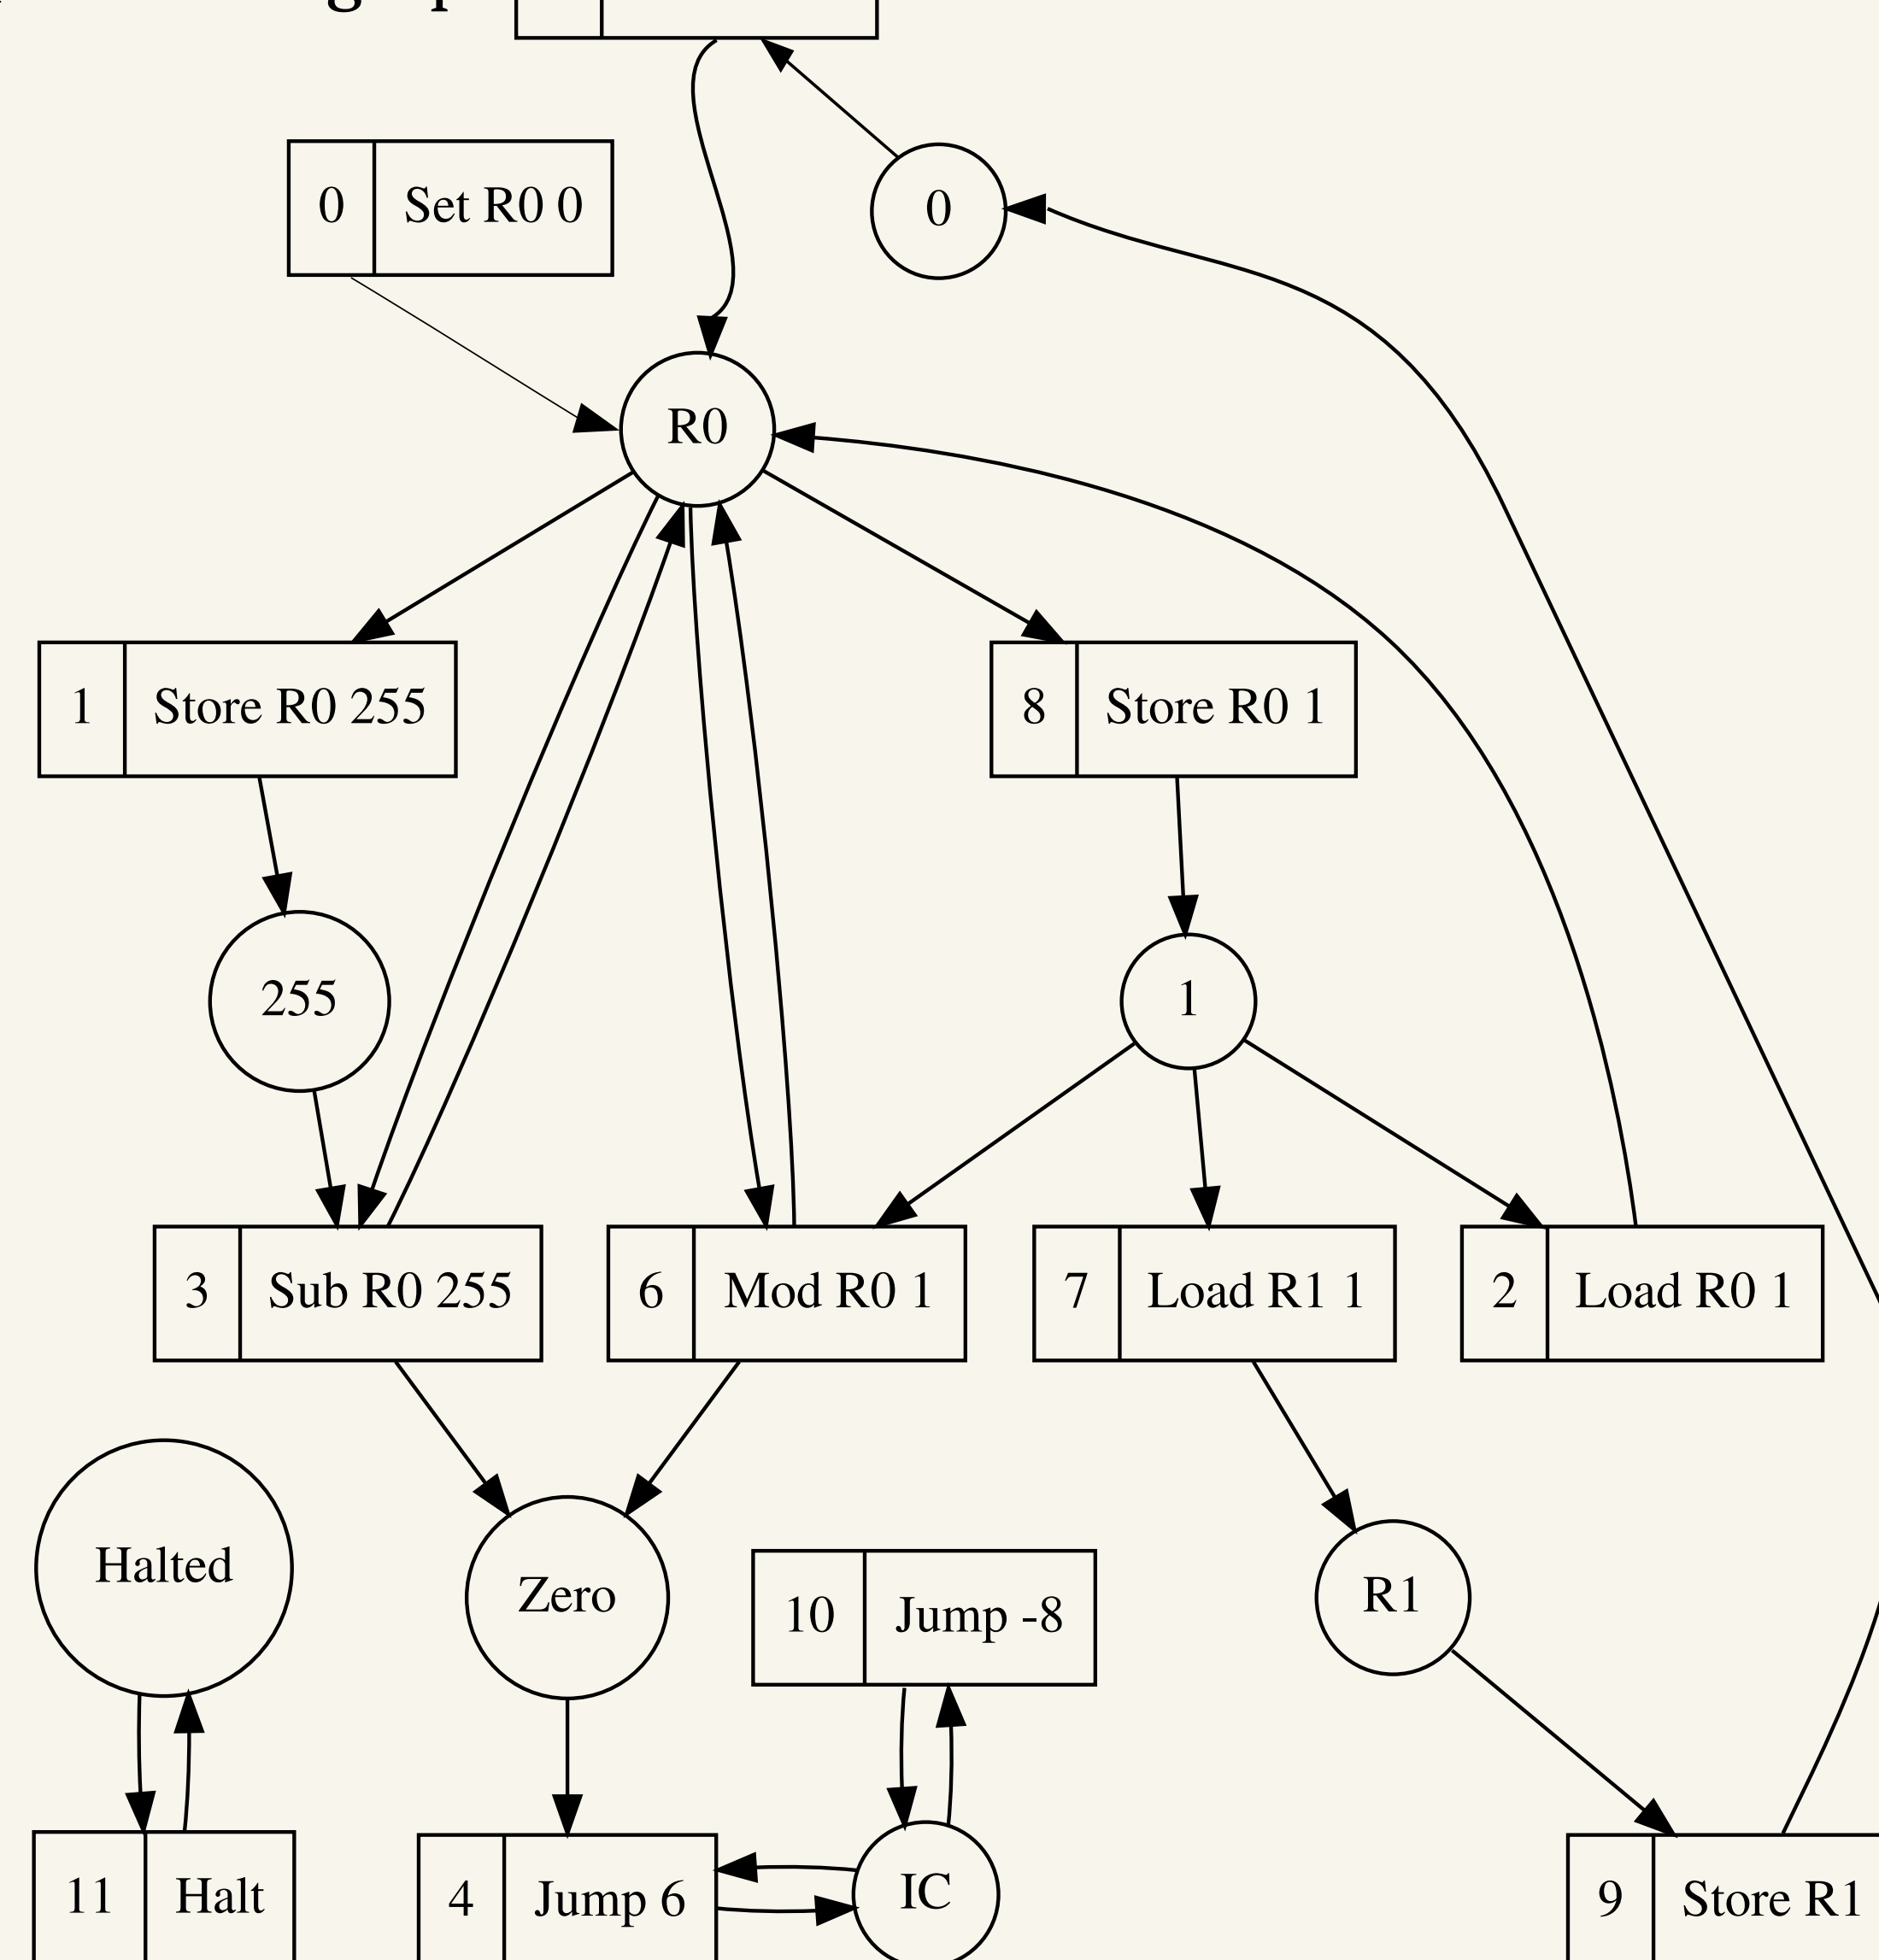 0 Set R0 0
0
R0
1 Store R0 255
8 Store R0 1
255
1
3 Sub R0 255
6 Mod R0 1
7 Load R1 1
2 Load R0 1
Halted
Zero
10 Jump -8
R1
11 Halt
4 Jump 6
IC
9 Store R1